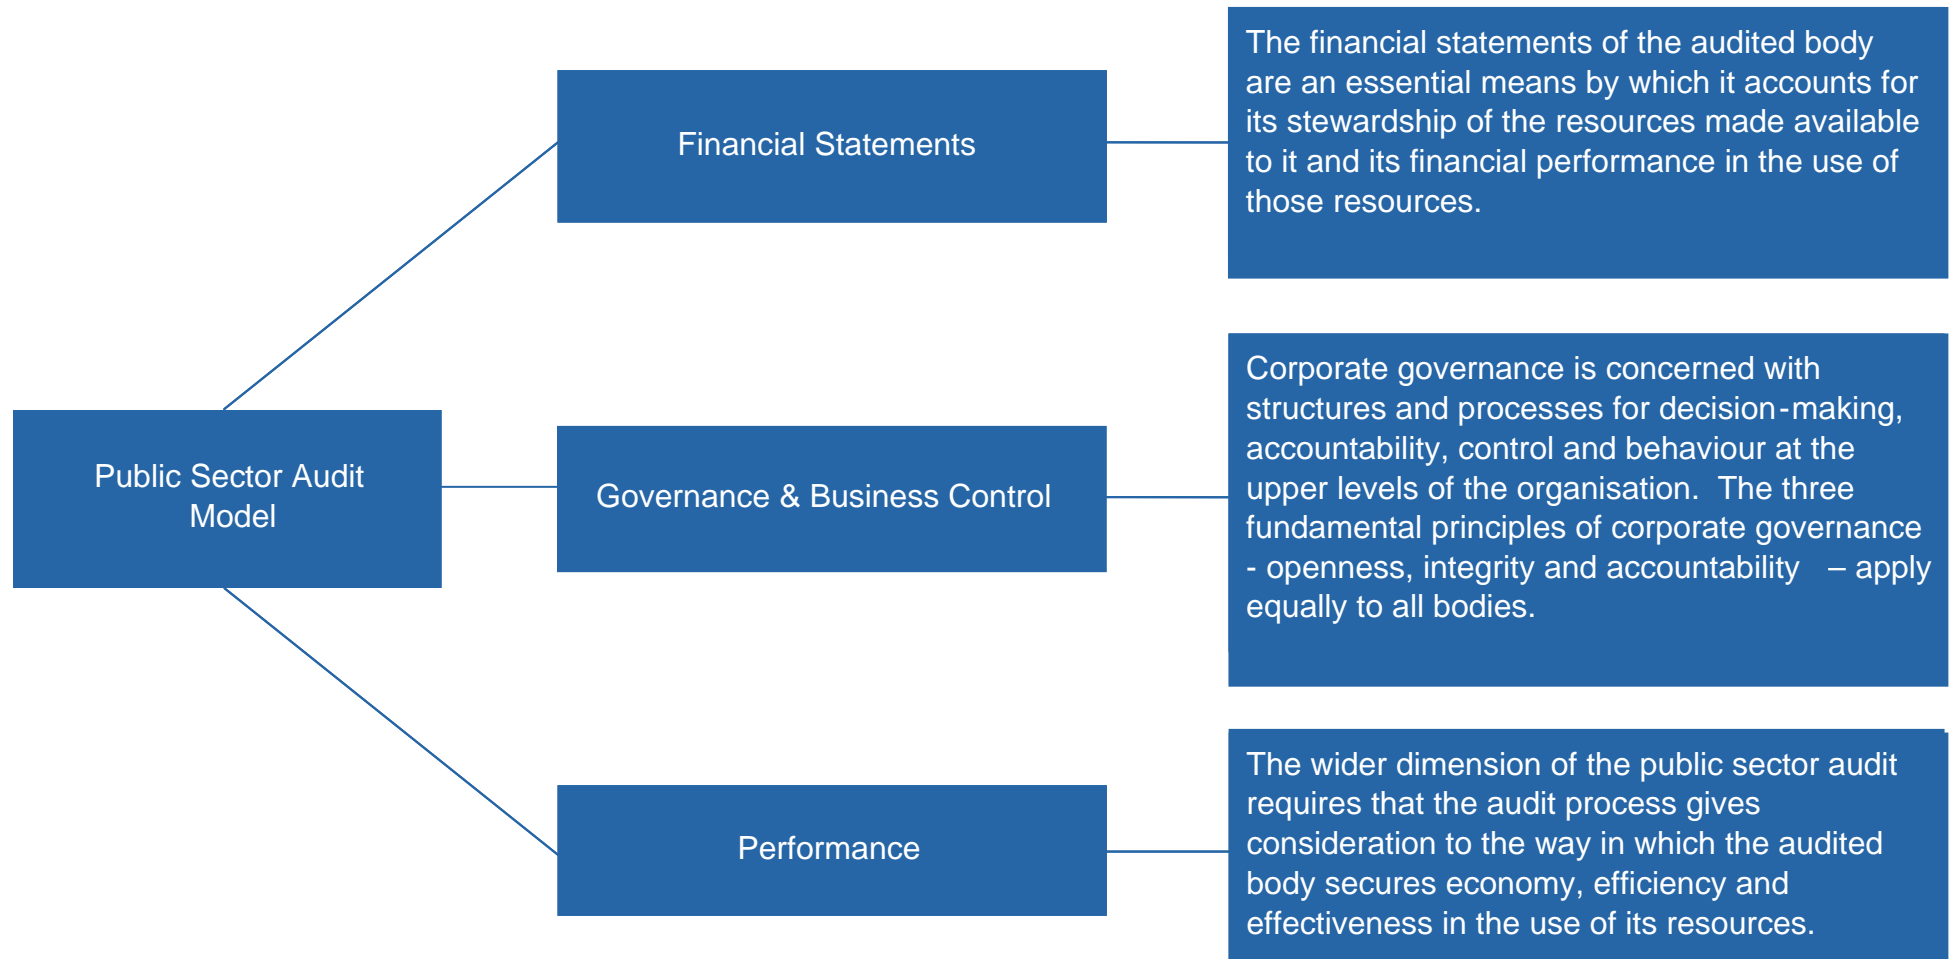 Financial Statements
The financial statements of the audited body
are an essential means by which it accounts for
its stewardship of the resources made available
to it and its financial performance in the use of
those resources.
Public Sector Audit
Model
Governance & Business Control
Corporate governance is concerned with
structures and processes for decision-making,
accountability, control and behaviour at the
upper levels of the organisation.  The three
fundamental principles of corporate governance
- openness, integrity and accountability – apply
equally to all bodies.
Performance
The wider dimension of the public sector audit
requires that the audit process gives
consideration to the way in which the audited
body secures economy, efficiency and
effectiveness in the use of its resources.